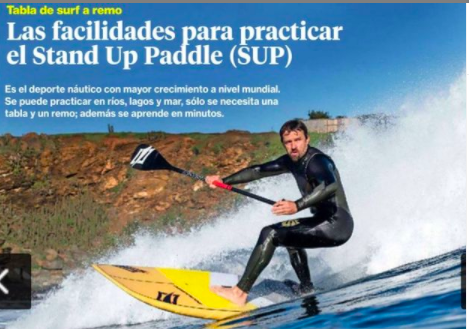 Tabla de surf a remo
Las facilidades para practicar
el Stand Up Paddle (SUP)
Es el deporte náutico con mayor crecimiento a nivel mundial.
Se puede practicar en ríos, lagos y mar, sólo se necesita una
tabla y un remo; además se aprende en minutos.